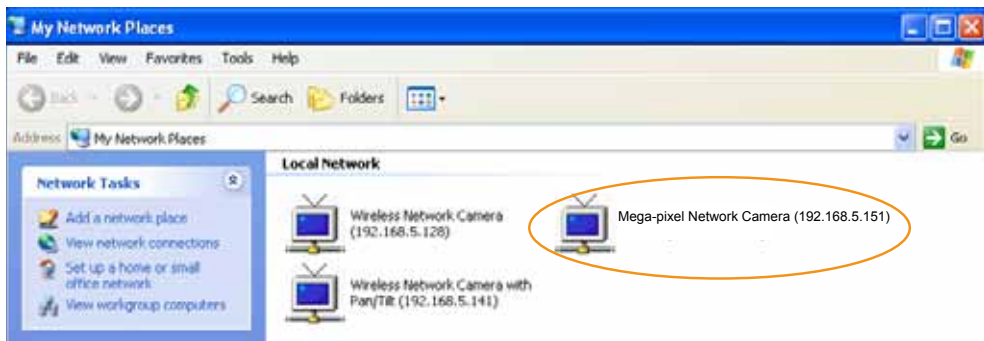 My Network Places
File Edit View Favorites Tools Help
Back Search Folders
Address My Network Places Go
Network Tasks
Add a network place
View network connections
Set up a home or small
office network
View workgroup computers
Local Network
Wireless Network Camera
(192.168.5.128)
Mega-pixel Network Camera (192.168.5.151)
Wireless Network Camera with
Pan/Tilt (192.168.5.141)